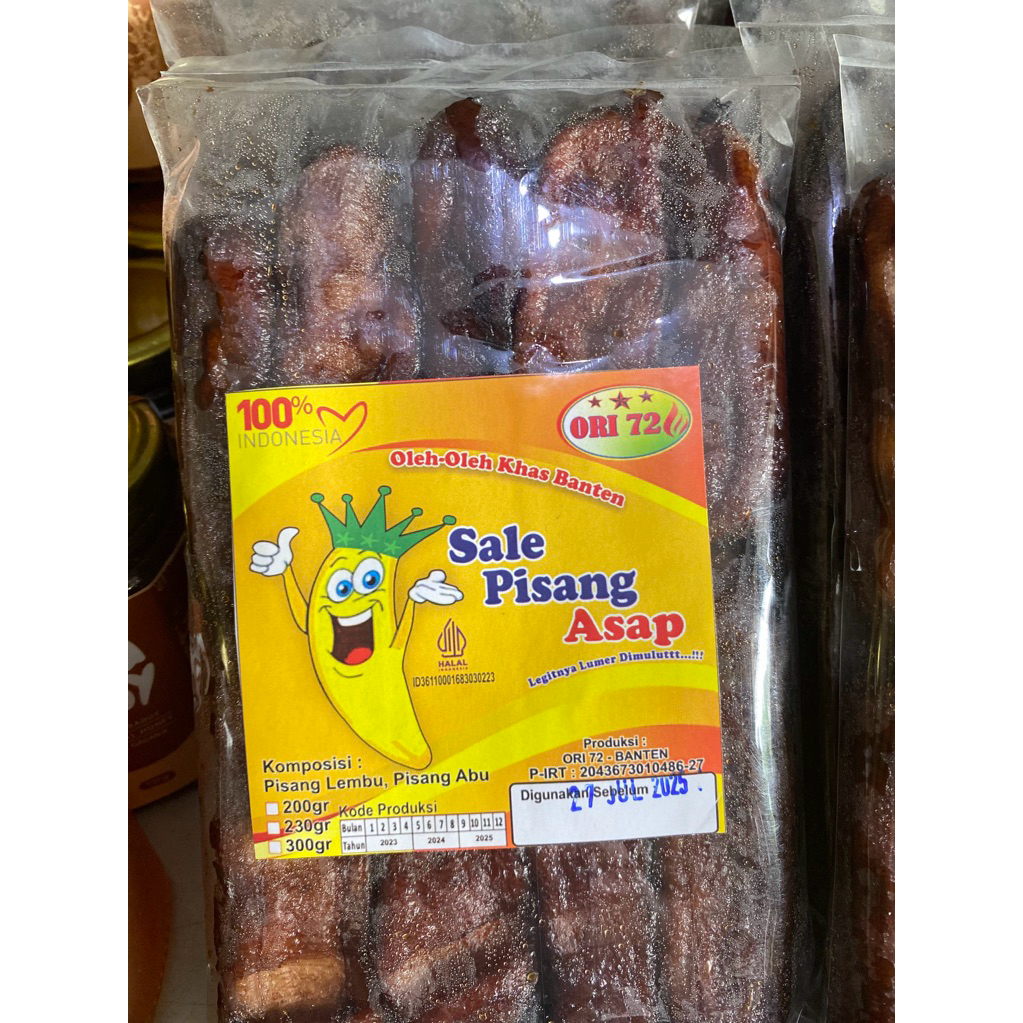 100%
INDONESIA
ORI 72
Oleh-Oleh Khas Banten
Sale
Pisang
Asap
Legitnya Lumer Dimuluttt...!!!
HALAL
INDONESIA
ID36110001683030223
Komposisi :
Pisang Lembu, Pisang Abu
200gr
230gr
300gr
Kode Produksi
Bulan 1 2 3 4 5 6 7 8 9 10 11 12
Tahun 2023 2024 2025
Produksi :
ORI 72 - BANTEN
P-IRT : 2043673010486-27
Digunakan Sebelum
JUL 2025